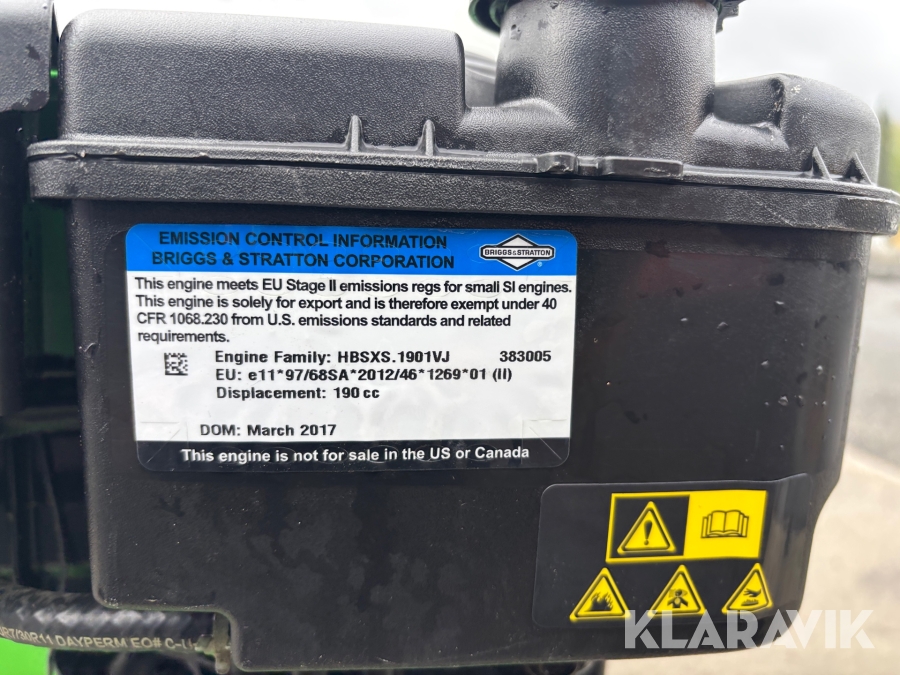 EMISSION CONTROL INFORMATION
BRIGGS & STRATTON CORPORATION
BRIGGS & STRATTON
This engine meets EU Stage II emissions regs for small SI engines.
This engine is solely for export and is therefore exempt under 40
CFR 1068.230 from U.S. emissions standards and related
requirements.
Engine Family: HBSXS.1901VJ 383005
EU: e11*97/68SA*2012/46*1269*01 (II)
Displacement: 190 cc
DOM: March 2017
This engine is not for sale in the US or Canada
DAYPERM EO#
KLARAVIK